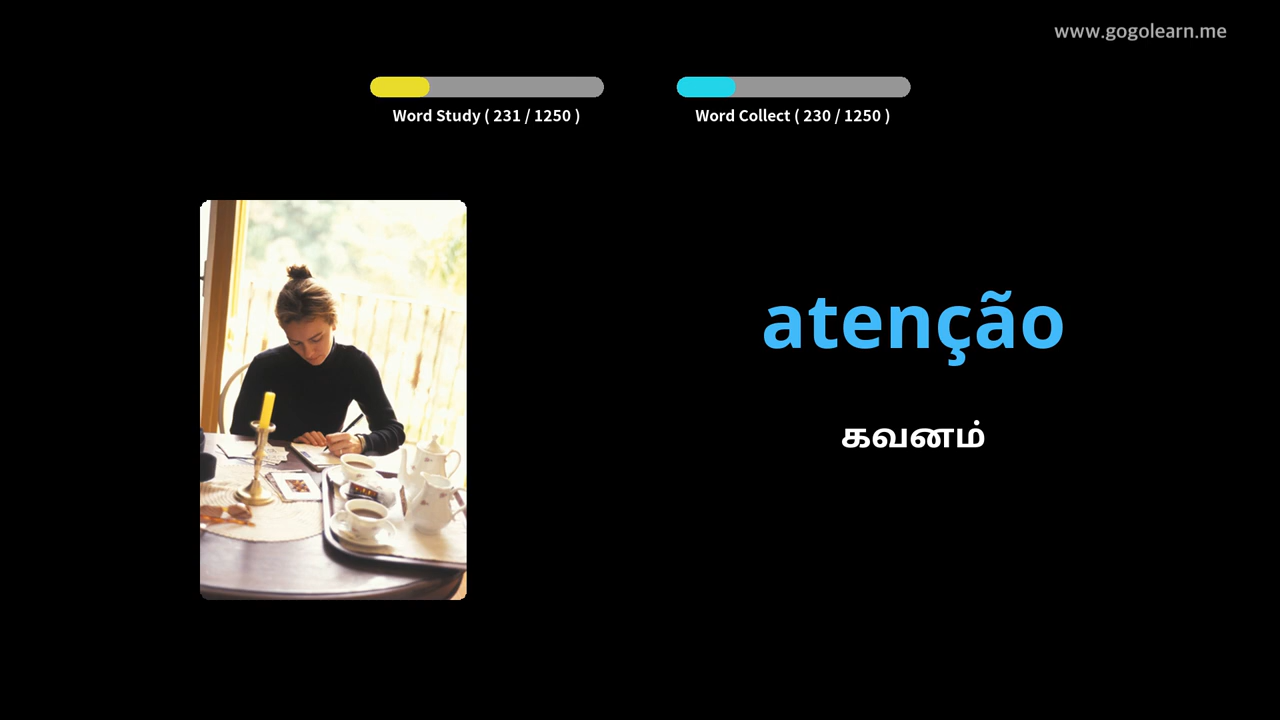 www.gogolearn.me
Word Study ( 231 / 1250 )
Word Collect ( 230 / 1250 )
atenção
கவனம்